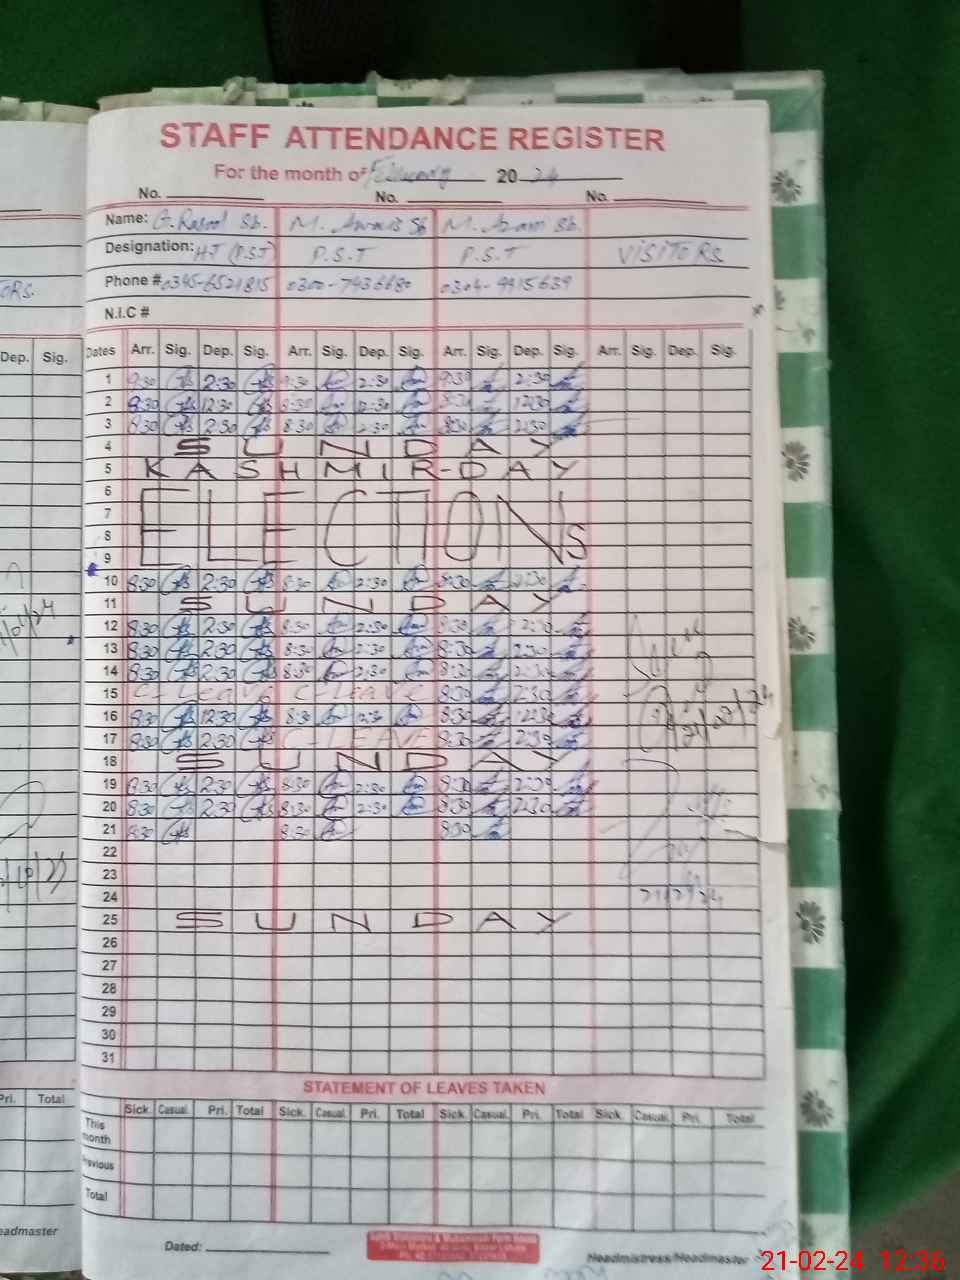 STAFF ATTENDANCE REGISTER
For the month of February 2024
No. No. No.
Name: G. Rasool Sb. M. Awais Sb M. Azam Sb.
Designation: HT (P.S.T) P.S.T P.S.T VISITORS
Phone # 0345-6521815 0300-7436680 0304-9915639
N.I.C #
Dep. Sig. Dates Arr. Sig. Dep. Sig. Arr. Sig. Dep. Sig. Arr. Sig. Dep. Sig. Arr. Sig. Dep. Sig.
1 9:30 2:30 9:30 2:30 9:30 2:30
2 8:30 12:30 8:30 12:30 8:30 12:30
3 8:30 2:30 8:30 2:30 8:30 2:30
4 SUNDAY
5 KASHMIR-DAY
6
7 ELECTIONS
8
9
10 8:30 2:30 8:30 2:30 8:30 2:30
11 SUNDAY
12 8:30 2:30 8:30 2:30 8:30 2:30
13 8:30 2:30 8:30 2:30 8:30 2:30
14 8:30 2:30 8:30 2:30 8:30 2:30
15 C-Leave C-Leave 8:30 2:30
16 8:30 12:30 8:30 12:30 8:30 12:30
17 8:30 2:30 C-LEAVE 8:30 2:30
18 SUNDAY
19 8:30 2:30 8:30 2:30 8:30 2:30
20 8:30 2:30 8:30 2:30 8:30 2:30
21 8:30 8:30 8:30
22
23
24
25 SUNDAY
26
27
28
29
30
31
STATEMENT OF LEAVES TAKEN
Pri. Total Sick. Casual. Pri. Total Sick. Casual. Pri. Total Sick. Casual. Pri. Total Sick. Casual. Pri. Total
This month
Previous
Total
eadmaster Dated: Headmistress/Headmaster
21-02-24 12:36